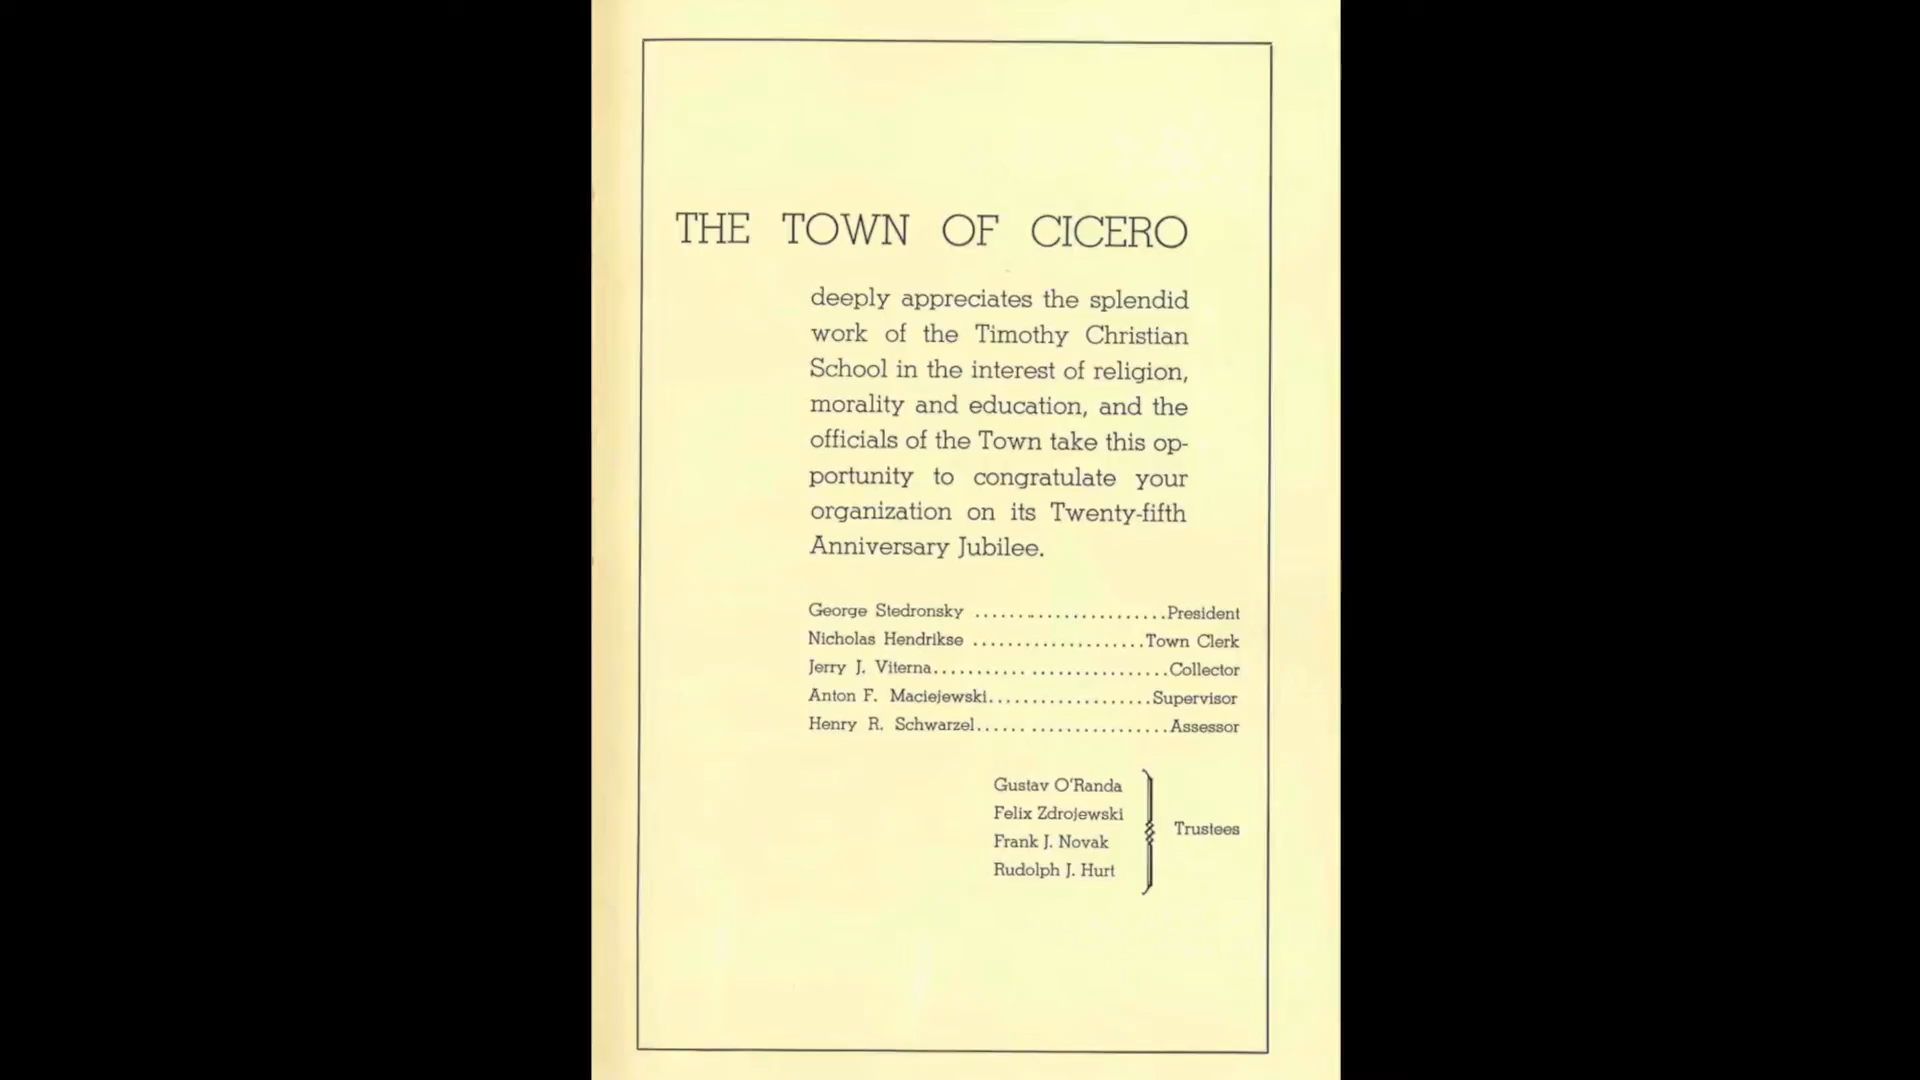 THE TOWN OF CICERO
deeply appreciates the splendid
work of the Timothy Christian
School in the interest of religion,
morality and education, and the
officials of the Town take this op-
portunity to congratulate your
organization on its Twenty-fifth
Anniversary Jubilee.
George Stedronsky ........................President
Nicholas Hendrikse ....................Town Clerk
Jerry J. Viterna........... ................Collector
Anton F. Maciejewski...................Supervisor
Henry R. Schwarzel...... ................Assessor
Gustav O'Randa
Felix Zdrojewski
Trustees
Frank J. Novak
Rudolph J. Hurt